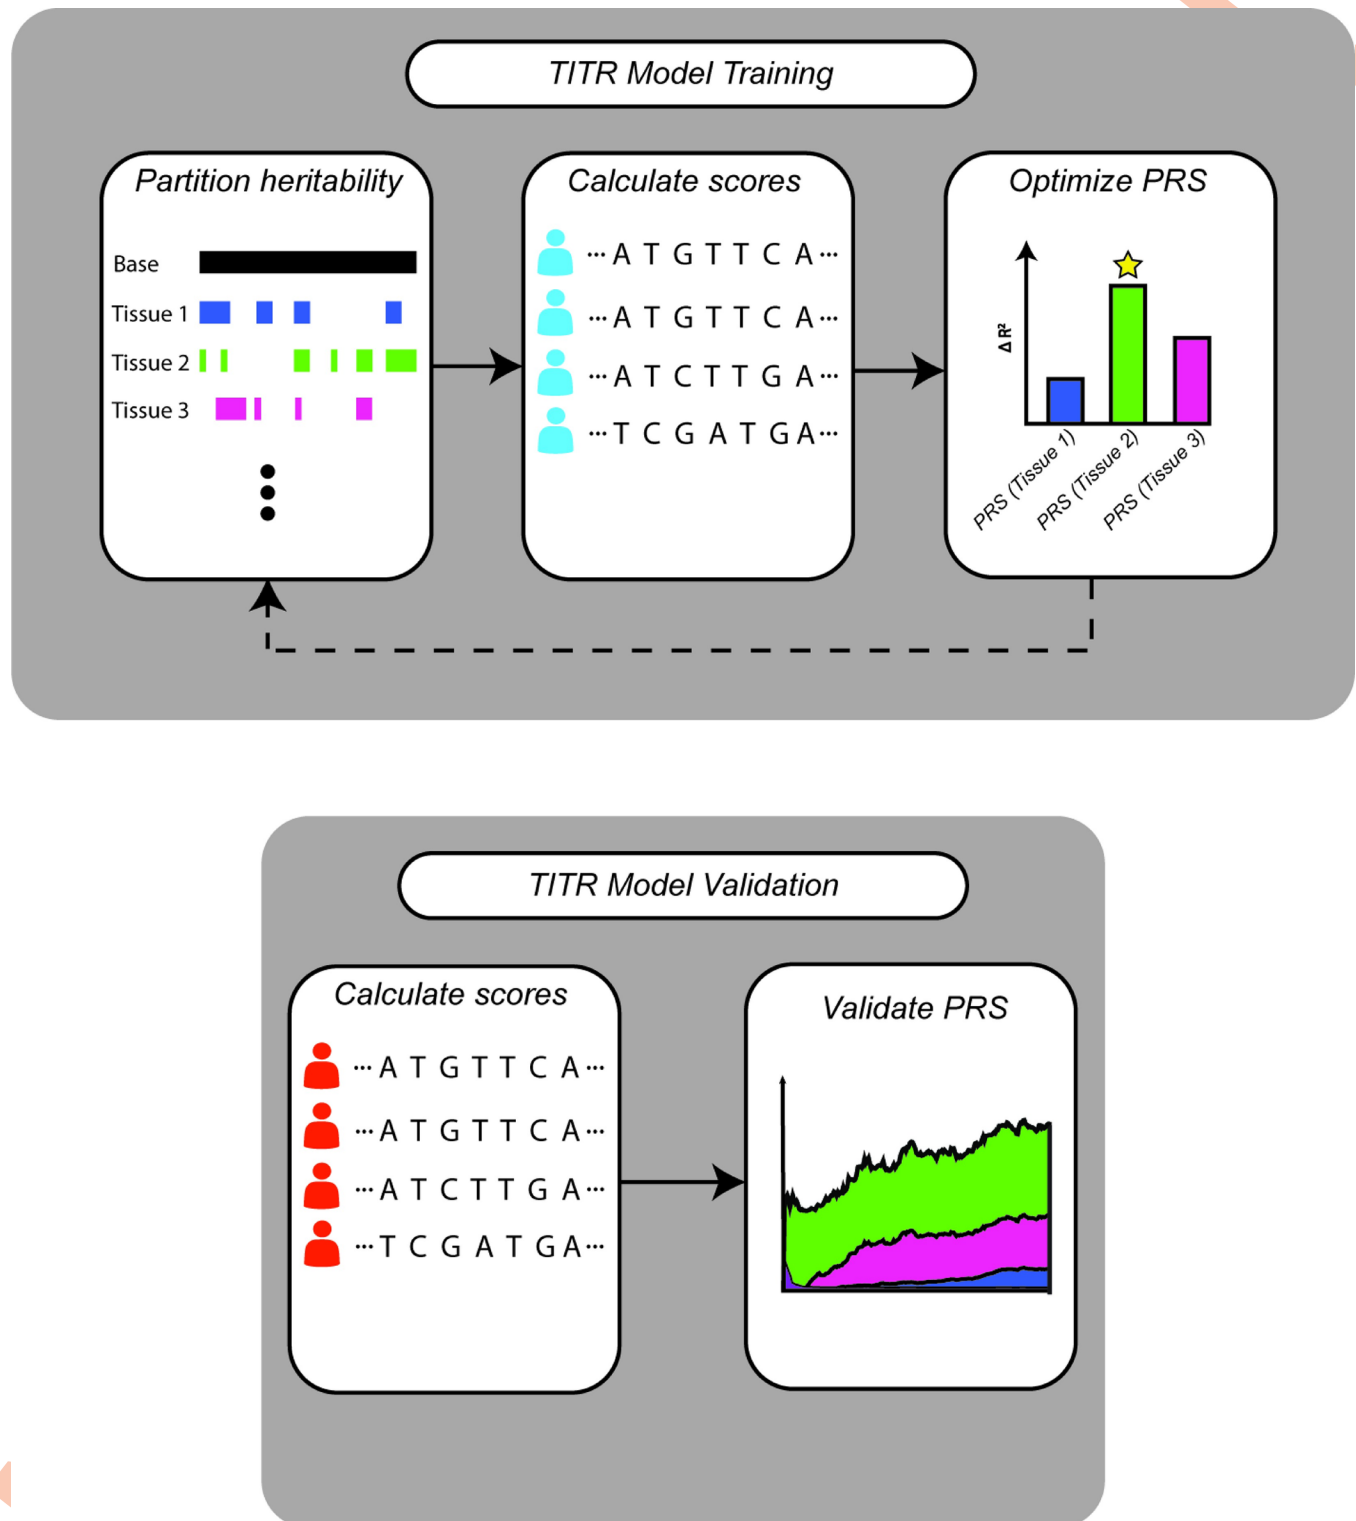 TITR Model Training
Partition heritability
Base
Tissue 1
Tissue 2
Tissue 3
Calculate scores
···A T G T T C A···
···A T G T T C A···
···A T C T T G A···
···T C G A T G A···
Optimize PRS
Δ R²
PRS (Tissue 1)
PRS (Tissue 2)
PRS (Tissue 3)
TITR Model Validation
Calculate scores
···A T G T T C A···
···A T G T T C A···
···A T C T T G A···
···T C G A T G A···
Validate PRS